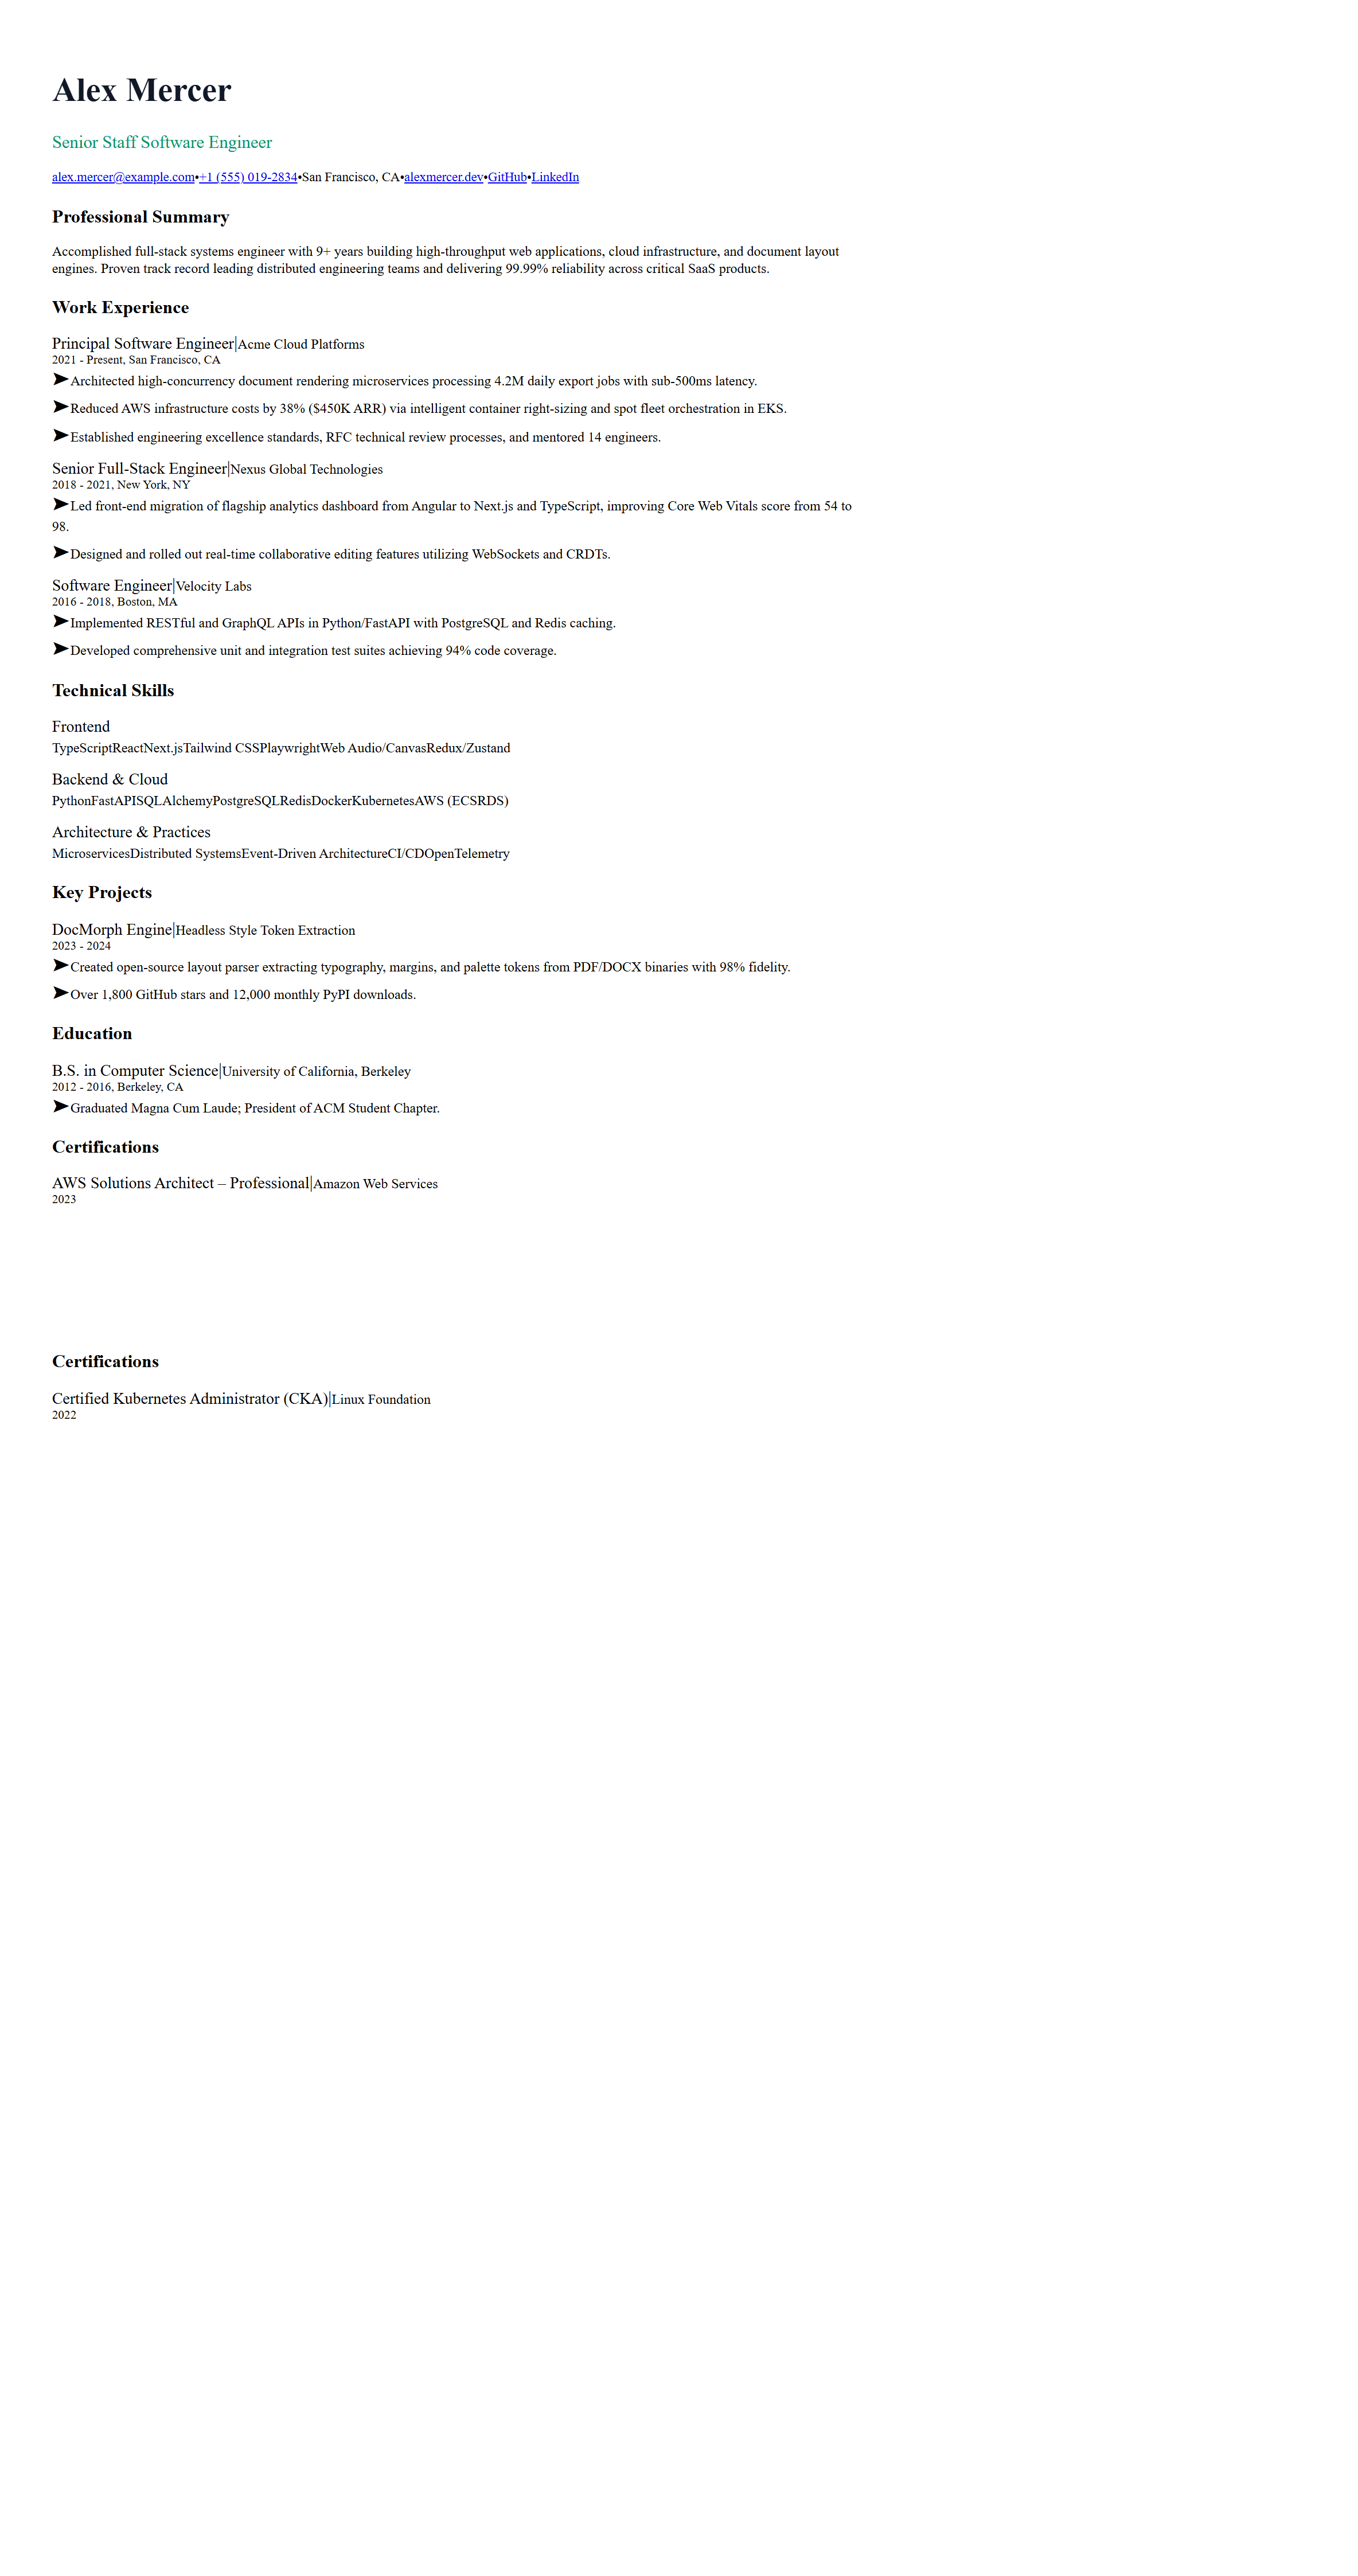 Alex Mercer
Senior Staff Software Engineer
alex.mercer@example.com•+1 (555) 019-2834•San Francisco, CA•alexmercer.dev•GitHub•LinkedIn
Professional Summary
Accomplished full-stack systems engineer with 9+ years building high-throughput web applications, cloud infrastructure, and document layout
engines. Proven track record leading distributed engineering teams and delivering 99.99% reliability across critical SaaS products.
Work Experience
Principal Software Engineer|Acme Cloud Platforms
2021 - Present, San Francisco, CA
➤Architected high-concurrency document rendering microservices processing 4.2M daily export jobs with sub-500ms latency.
➤Reduced AWS infrastructure costs by 38% ($450K ARR) via intelligent container right-sizing and spot fleet orchestration in EKS.
➤Established engineering excellence standards, RFC technical review processes, and mentored 14 engineers.
Senior Full-Stack Engineer|Nexus Global Technologies
2018 - 2021, New York, NY
➤Led front-end migration of flagship analytics dashboard from Angular to Next.js and TypeScript, improving Core Web Vitals score from 54 to
98.
➤Designed and rolled out real-time collaborative editing features utilizing WebSockets and CRDTs.
Software Engineer|Velocity Labs
2016 - 2018, Boston, MA
➤Implemented RESTful and GraphQL APIs in Python/FastAPI with PostgreSQL and Redis caching.
➤Developed comprehensive unit and integration test suites achieving 94% code coverage.
Technical Skills
Frontend
TypeScriptReactNext.jsTailwind CSSPlaywrightWeb Audio/CanvasRedux/Zustand
Backend & Cloud
PythonFastAPISQLAlchemyPostgreSQLRedisDockerKubernetesAWS (ECSRDS)
Architecture & Practices
MicroservicesDistributed SystemsEvent-Driven ArchitectureCI/CDOpenTelemetry
Key Projects
DocMorph Engine|Headless Style Token Extraction
2023 - 2024
➤Created open-source layout parser extracting typography, margins, and palette tokens from PDF/DOCX binaries with 98% fidelity.
➤Over 1,800 GitHub stars and 12,000 monthly PyPI downloads.
Education
B.S. in Computer Science|University of California, Berkeley
2012 - 2016, Berkeley, CA
➤Graduated Magna Cum Laude; President of ACM Student Chapter.
Certifications
AWS Solutions Architect – Professional|Amazon Web Services
2023
Certifications
Certified Kubernetes Administrator (CKA)|Linux Foundation
2022